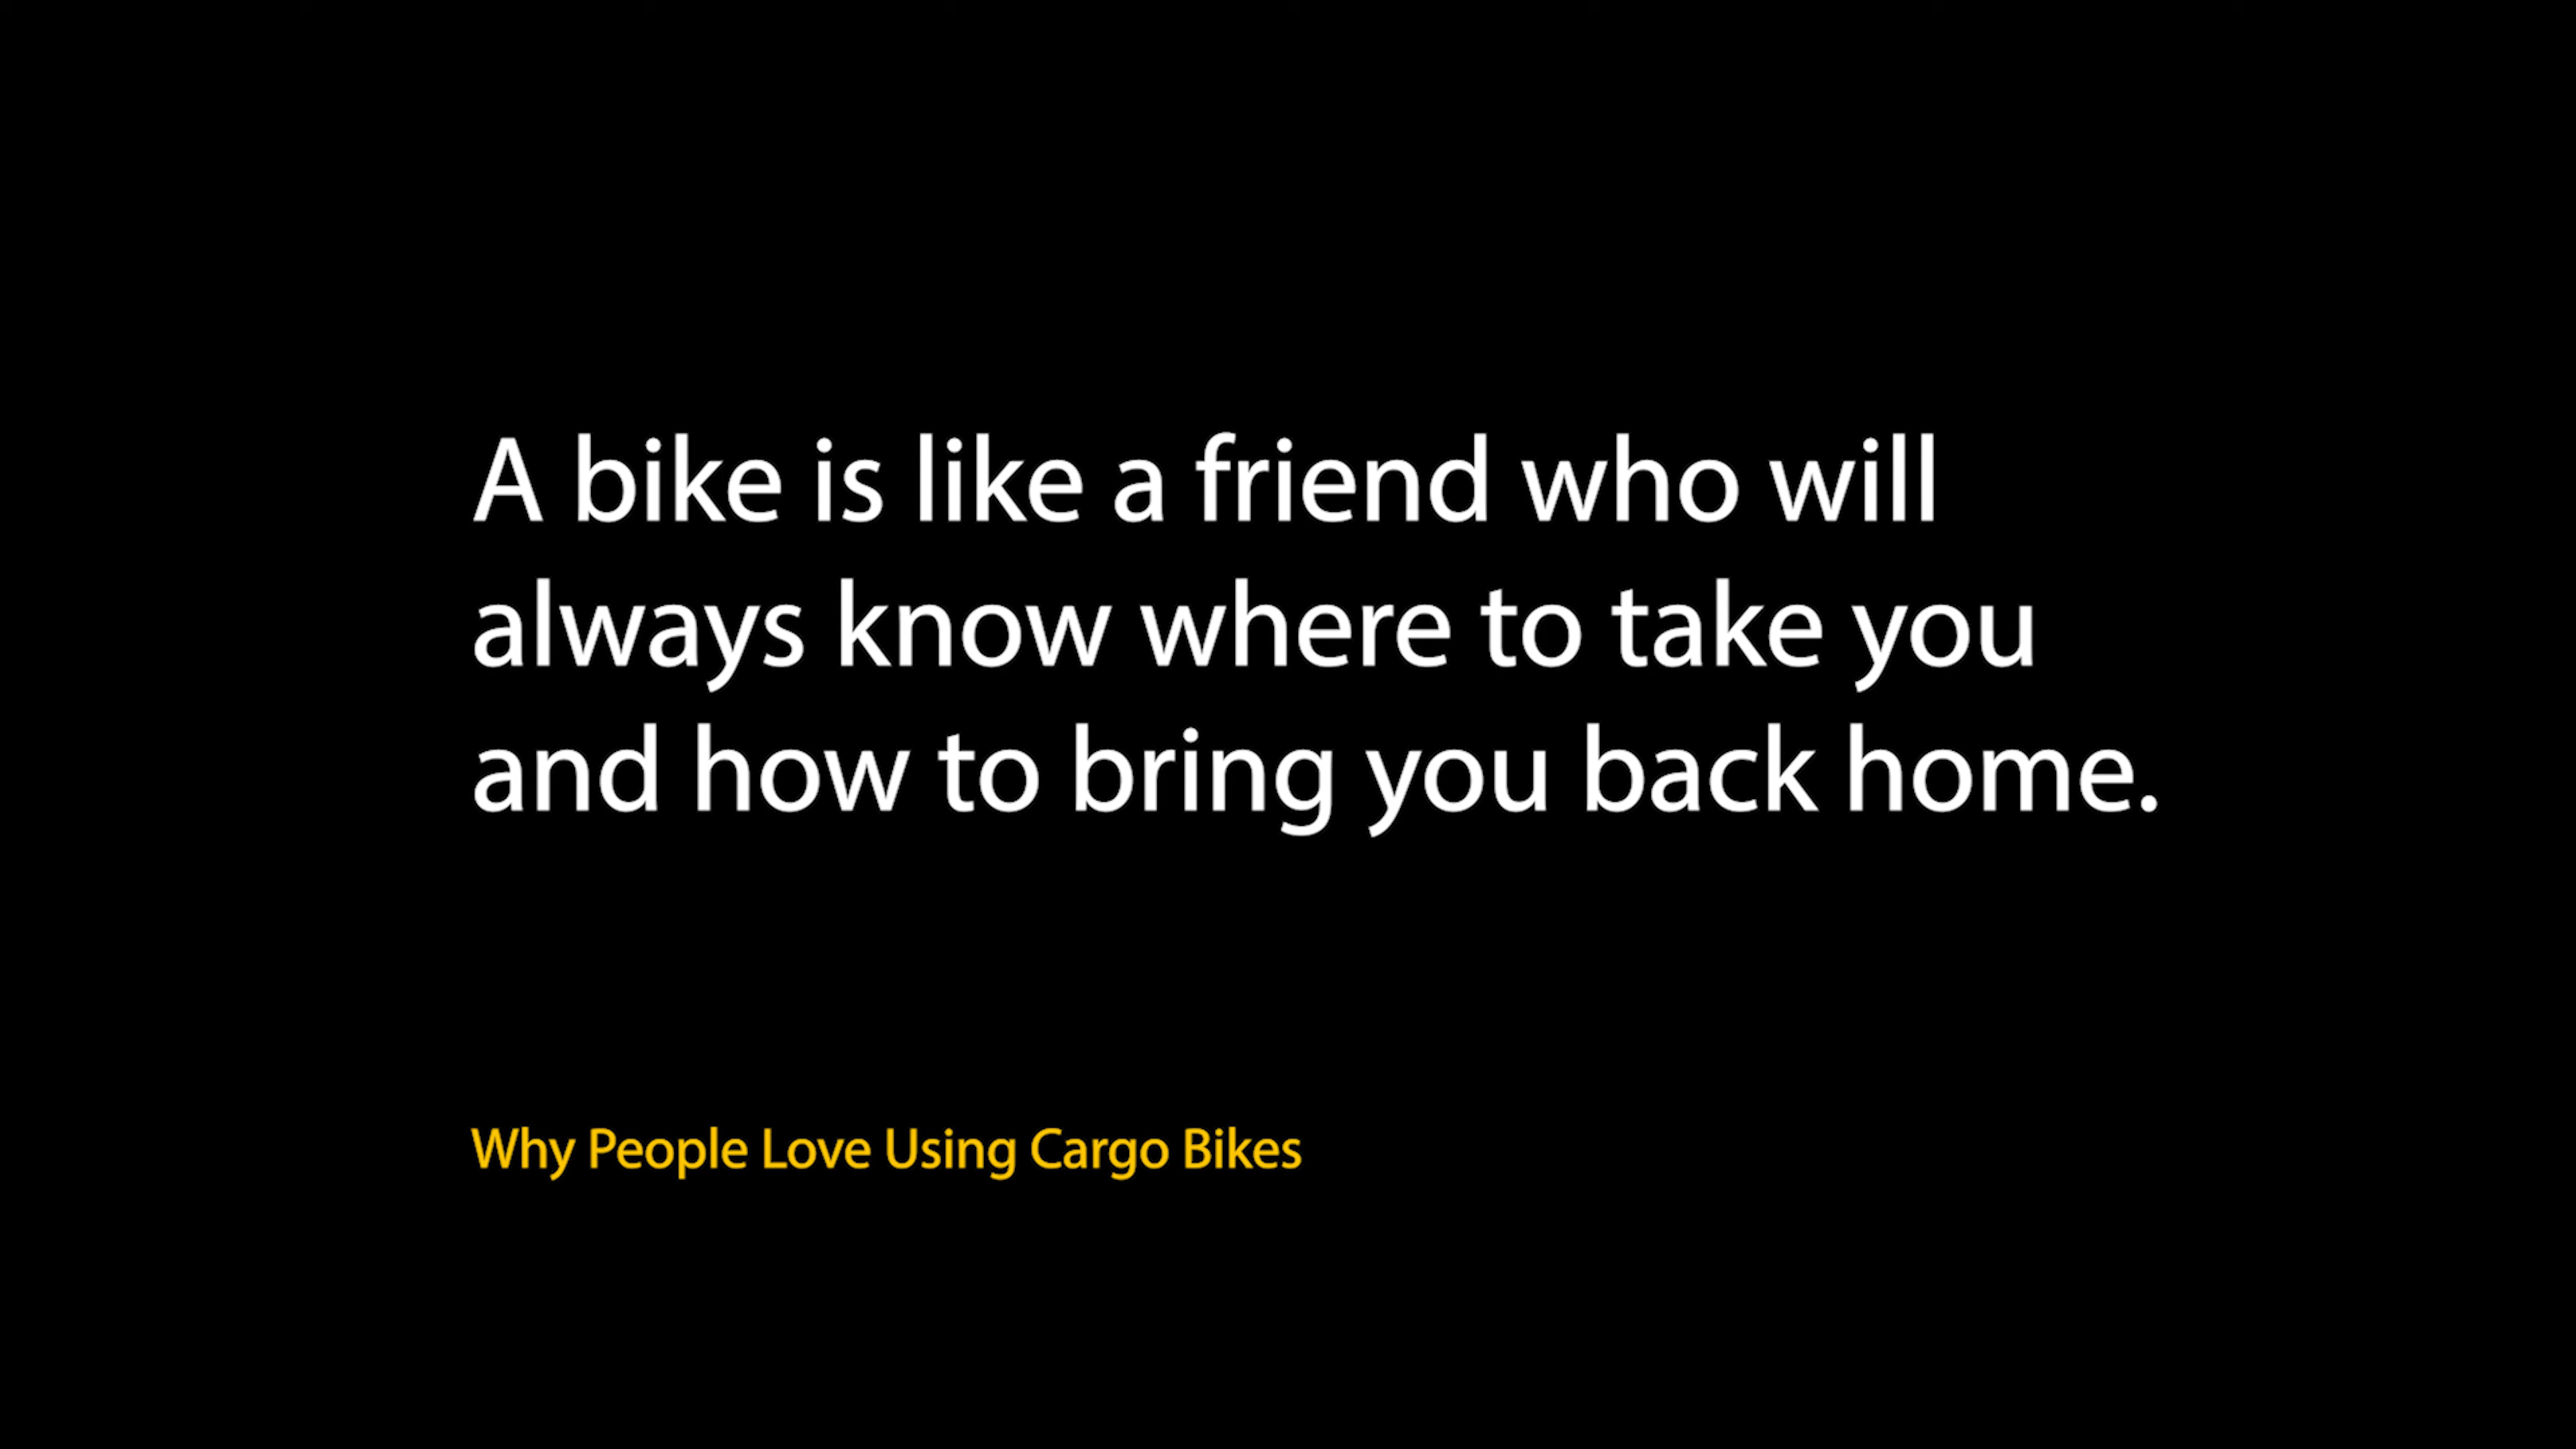 A bike is like a friend who will
always know where to take you
and how to bring you back home.
Why People Love Using Cargo Bikes